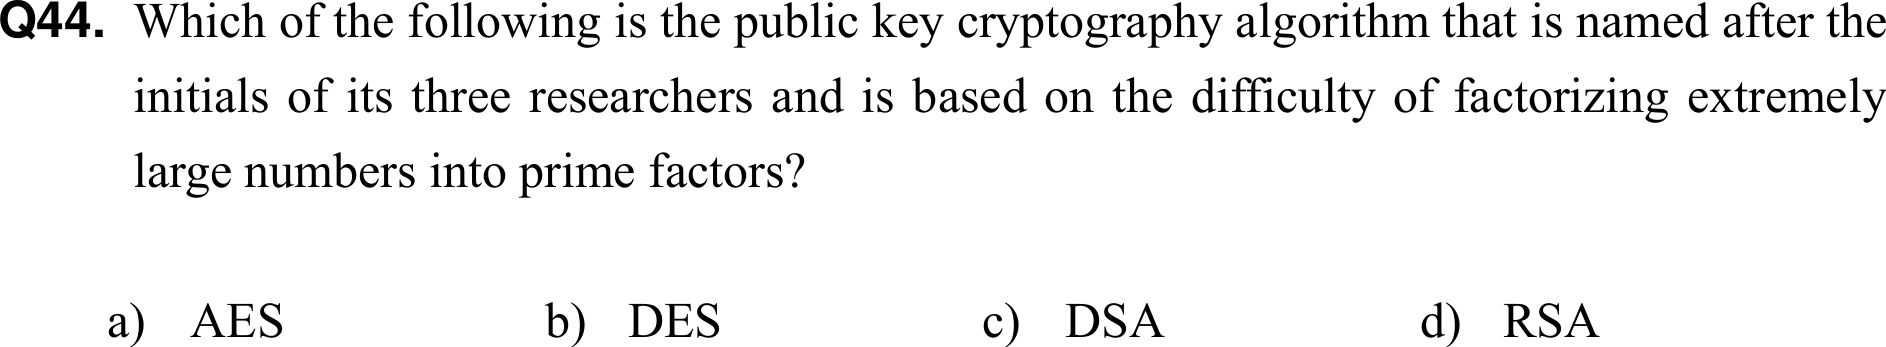 Q44. Which of the following is the public key cryptography algorithm that is named after the
initials of its three researchers and is based on the difficulty of factorizing extremely
large numbers into prime factors?
a) AES b) DES c) DSA d) RSA